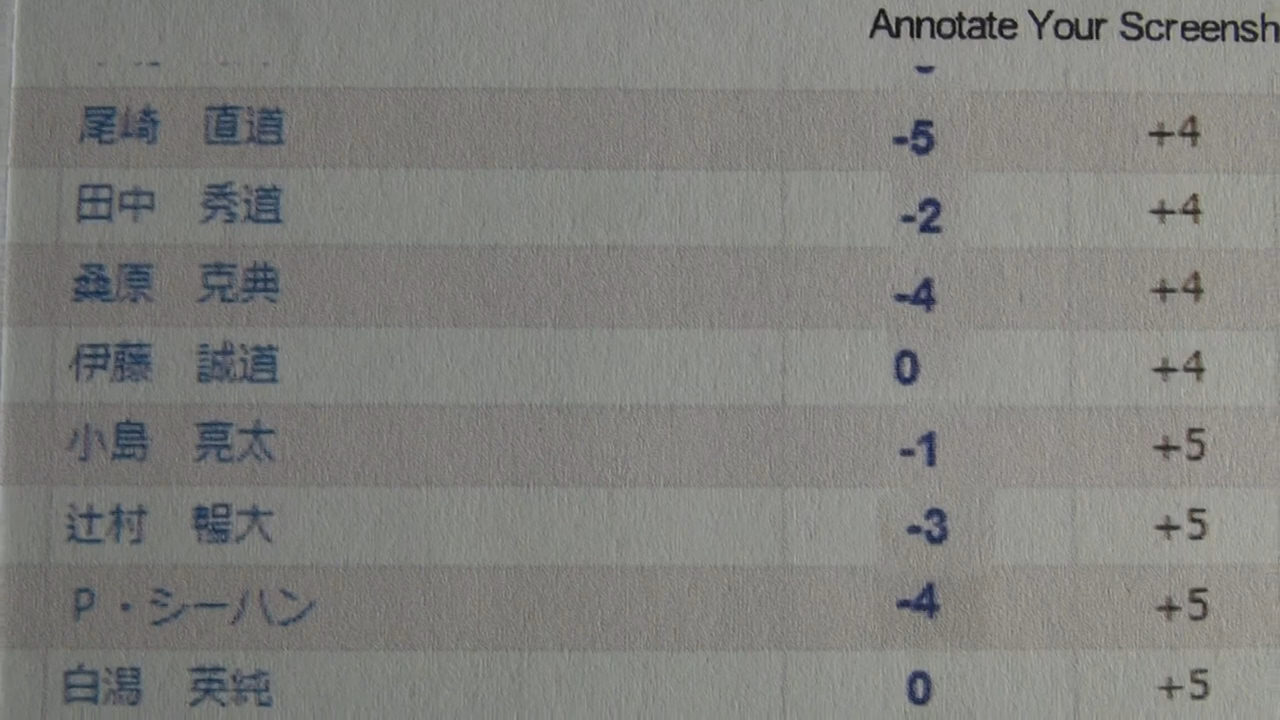 Annotate Your Screensh
尾崎 直道 -5 +4
田中 秀道 -2 +4
桑原 克典 -4 +4
伊藤 誠道 0 +4
小島 亮太 -1 +5
辻村 暢大 -3 +5
P・シーハン -4 +5
白潟 英純 0 +5